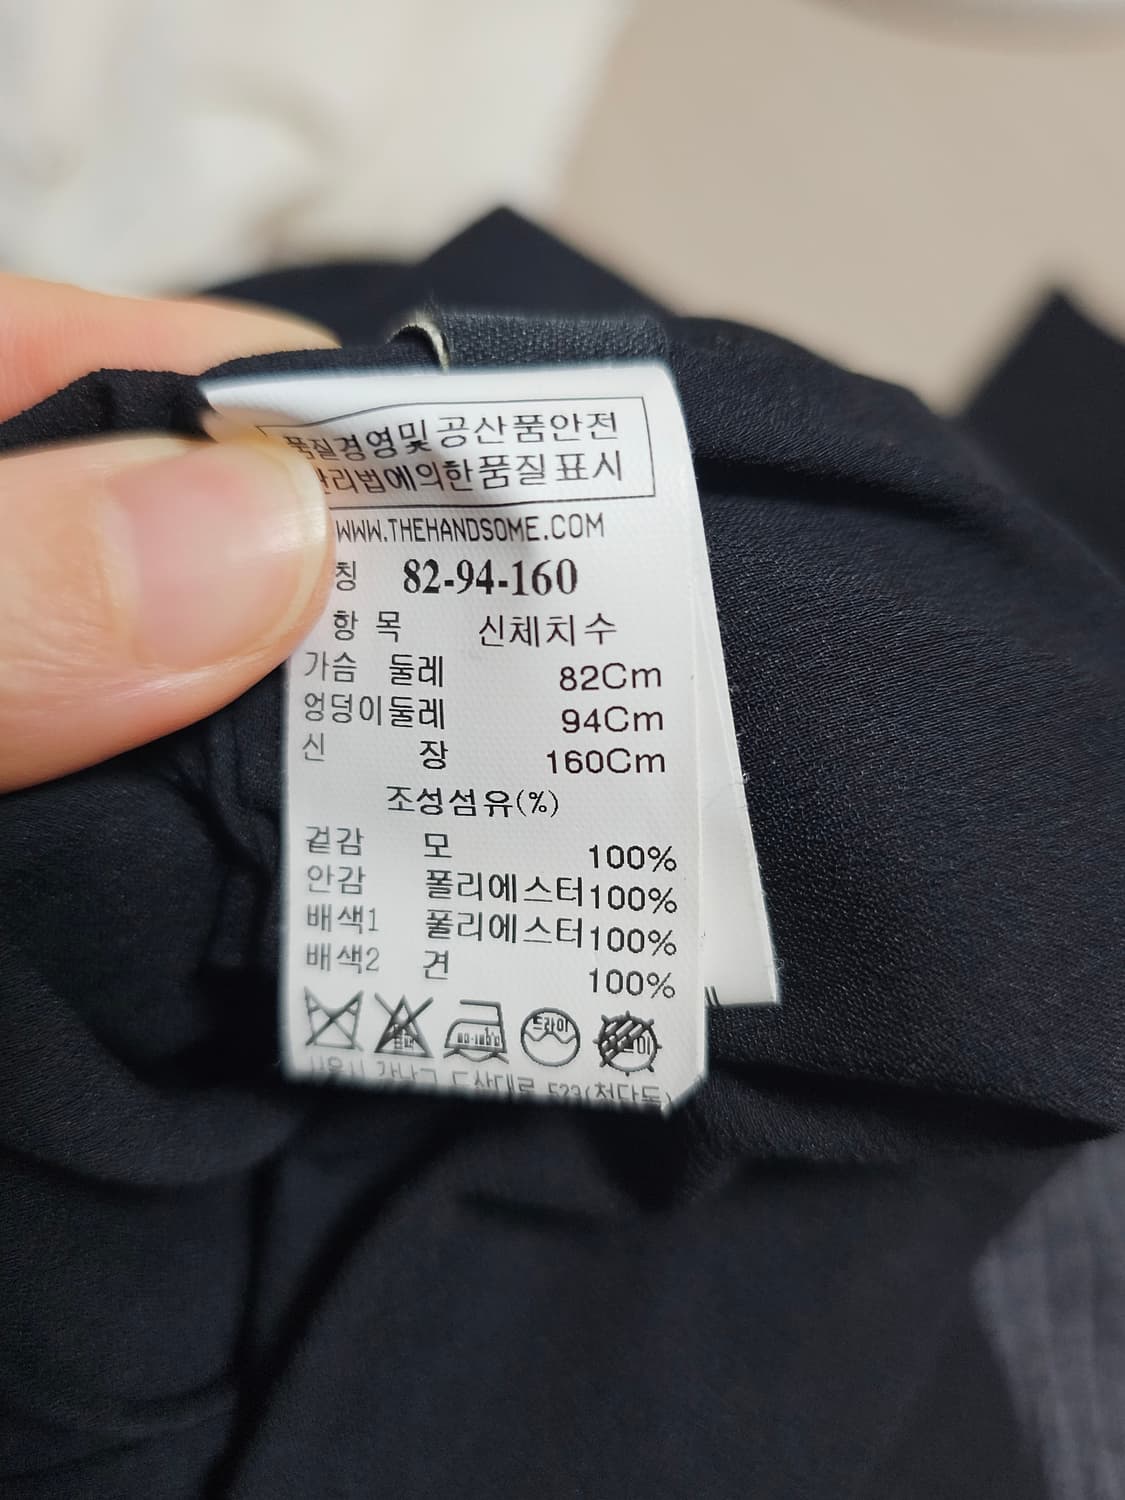 품질경영및 공산품안전
관리법에의한품질표시
WWW.THEHANDSOME.COM
칭 82-94-160
항 목 신체치수
가슴 둘레 82Cm
엉덩이둘레 94Cm
신 장 160Cm
조성섬유(%)
겉감 모 100%
안감 폴리에스터100%
배색1 폴리에스터100%
배색2 견 100%
드라이